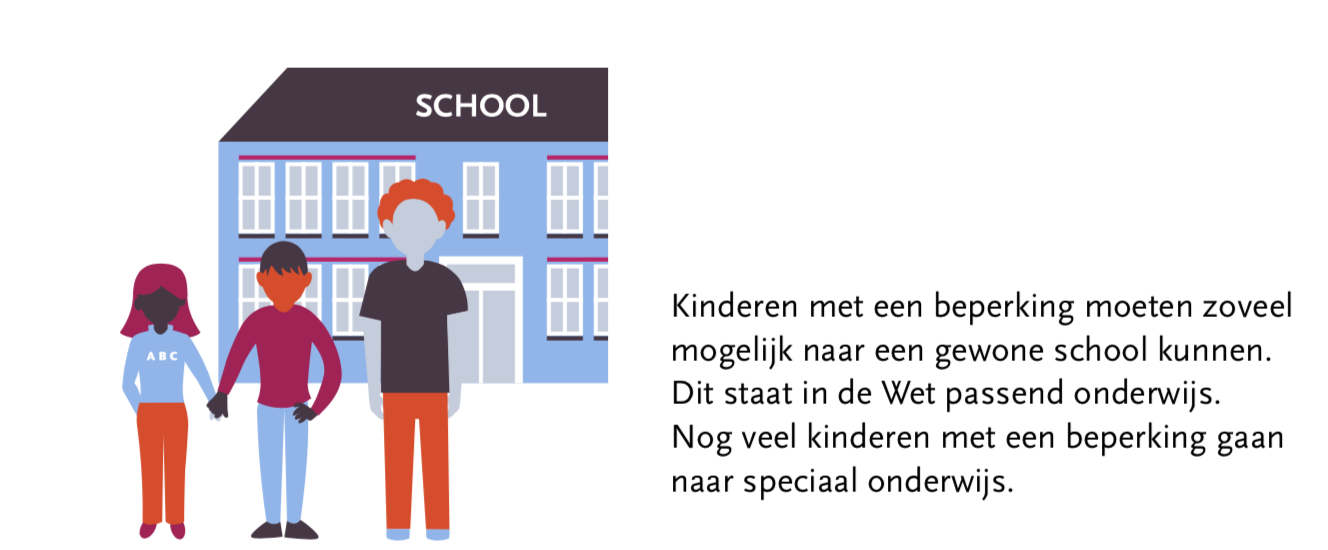 SCHOOL
ABC
Kinderen met een beperking moeten zoveel
mogelijk naar een gewone school kunnen.
Dit staat in de Wet passend onderwijs.
Nog veel kinderen met een beperking gaan
naar speciaal onderwijs.